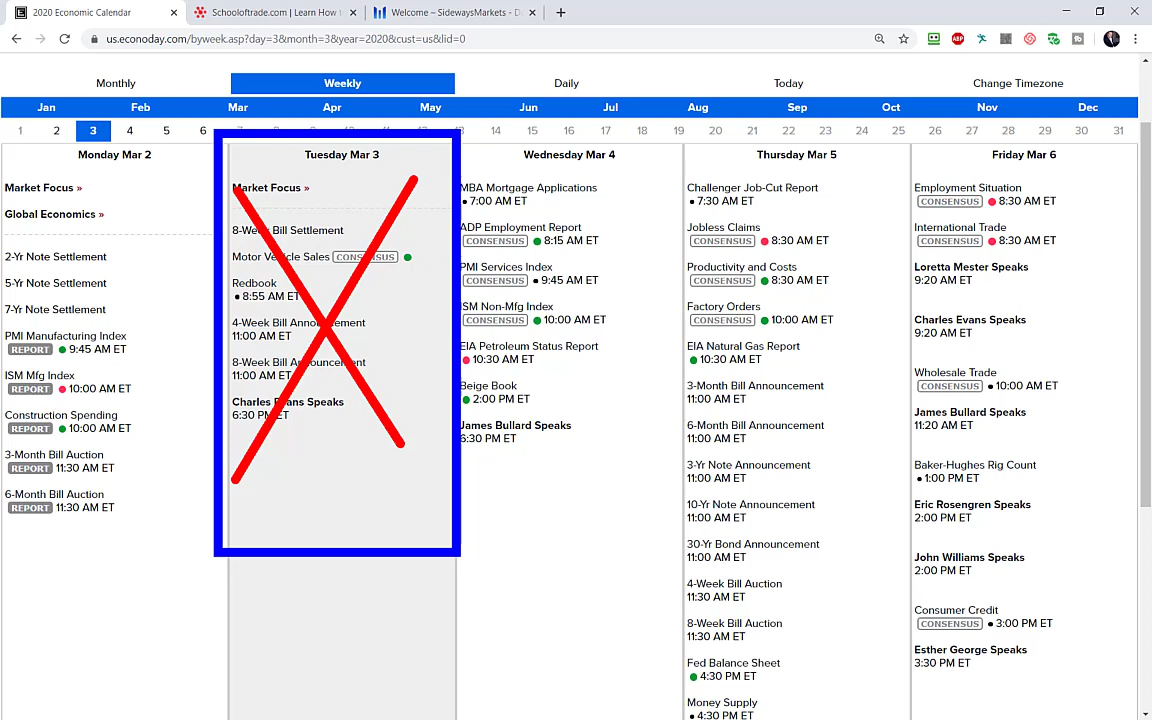 2020 Economic Calendar
Schooloftrade.com | Learn How
Welcome – SidewaysMarkets - D
us.econoday.com/byweek.asp?day=3&month=3&year=2020&cust=us&lid=0
ABP
Monthly
Weekly
Daily
Today
Change Timezone
Jan Feb Mar Apr May Jun Jul Aug Sep Oct Nov Dec
1 2 3 4 5 6 14 15 16 17 18 19 20 21 22 23 24 25 26 27 28 29 30 31
Monday Mar 2
Market Focus »
Global Economics »
2-Yr Note Settlement
5-Yr Note Settlement
7-Yr Note Settlement
PMI Manufacturing Index
REPORT 9:45 AM ET
ISM Mfg Index
REPORT 10:00 AM ET
Construction Spending
REPORT 10:00 AM ET
3-Month Bill Auction
REPORT 11:30 AM ET
6-Month Bill Auction
REPORT 11:30 AM ET
Tuesday Mar 3
Market Focus »
8-Week Bill Settlement
Motor Vehicle Sales CONSENSUS
Redbook
8:55 AM ET
4-Week Bill Announcement
11:00 AM ET
8-Week Bill Announcement
11:00 AM ET
Charles Evans Speaks
6:30 PM ET
Wednesday Mar 4
MBA Mortgage Applications
7:00 AM ET
ADP Employment Report
CONSENSUS 8:15 AM ET
PMI Services Index
CONSENSUS 9:45 AM ET
ISM Non-Mfg Index
CONSENSUS 10:00 AM ET
EIA Petroleum Status Report
10:30 AM ET
Beige Book
2:00 PM ET
James Bullard Speaks
6:30 PM ET
Thursday Mar 5
Challenger Job-Cut Report
7:30 AM ET
Jobless Claims
CONSENSUS 8:30 AM ET
Productivity and Costs
CONSENSUS 8:30 AM ET
Factory Orders
CONSENSUS 10:00 AM ET
EIA Natural Gas Report
10:30 AM ET
3-Month Bill Announcement
11:00 AM ET
6-Month Bill Announcement
11:00 AM ET
3-Yr Note Announcement
11:00 AM ET
10-Yr Note Announcement
11:00 AM ET
30-Yr Bond Announcement
11:00 AM ET
4-Week Bill Auction
11:30 AM ET
8-Week Bill Auction
11:30 AM ET
Fed Balance Sheet
4:30 PM ET
Money Supply
4:30 PM ET
Friday Mar 6
Employment Situation
CONSENSUS 8:30 AM ET
International Trade
CONSENSUS 8:30 AM ET
Loretta Mester Speaks
9:20 AM ET
Charles Evans Speaks
9:20 AM ET
Wholesale Trade
CONSENSUS 10:00 AM ET
James Bullard Speaks
11:20 AM ET
Baker-Hughes Rig Count
1:00 PM ET
Eric Rosengren Speaks
2:00 PM ET
John Williams Speaks
2:00 PM ET
Consumer Credit
CONSENSUS 3:00 PM ET
Esther George Speaks
3:30 PM ET